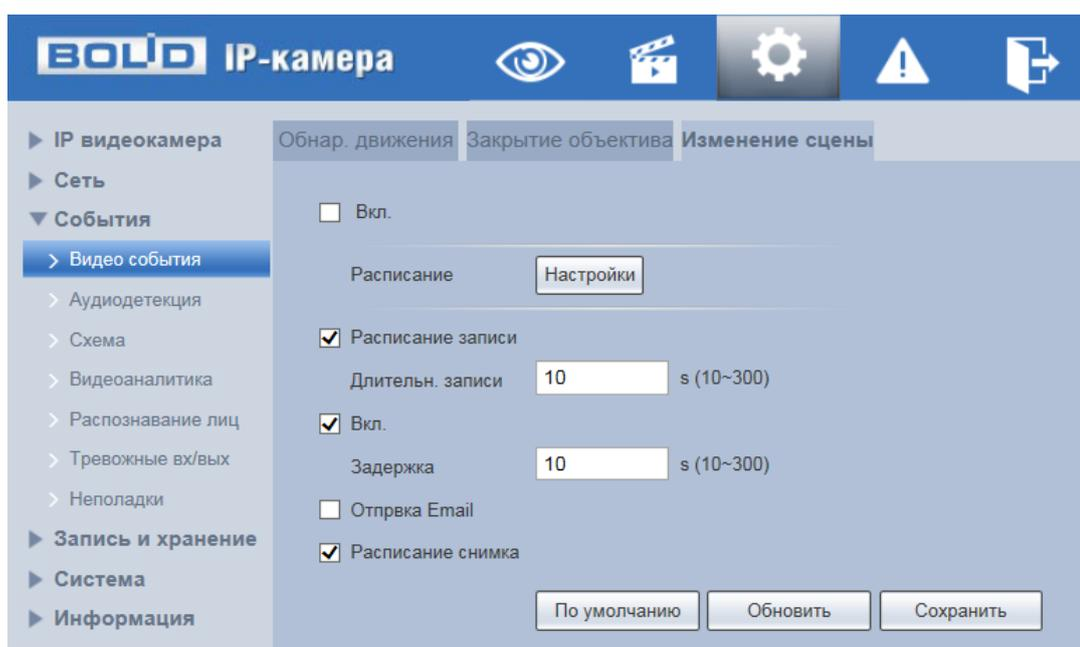 BOLID IP-камера
IP видеокамера
Сеть
События
Видео события
Аудиодетекция
Схема
Видеоаналитика
Распознавание лиц
Тревожные вх/вых
Неполадки
Запись и хранение
Система
Информация
Обнар. движения Закрытие объектива Изменение сцены
Вкл.
Расписание Настройки
Расписание записи
Длительн. записи 10 s (10~300)
Вкл.
Задержка 10 s (10~300)
Отпрвка Email
Расписание снимка
По умолчанию Обновить Сохранить